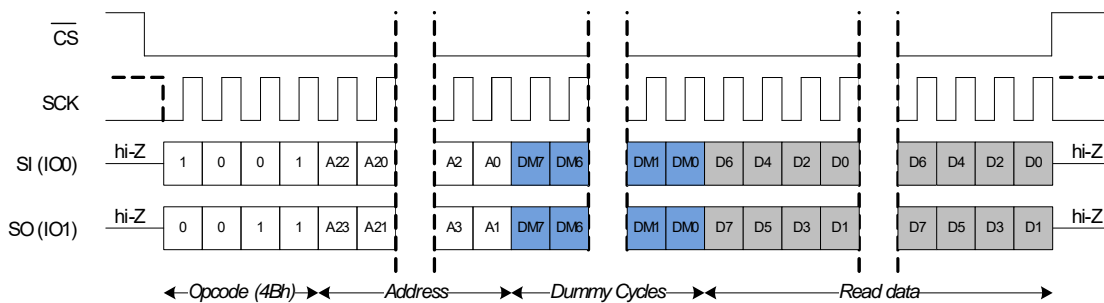 CS
SCK
SI (IO0) hi-Z 1 0 0 1 A22 A20 A2 A0 DM7 DM6 DM1 DM0 D6 D4 D2 D0 D6 D4 D2 D0 hi-Z
SO (IO1) hi-Z 0 0 1 1 A23 A21 A3 A1 DM7 DM6 DM1 DM0 D7 D5 D3 D1 D7 D5 D3 D1 hi-Z
Opcode (4Bh) Address Dummy Cycles Read data